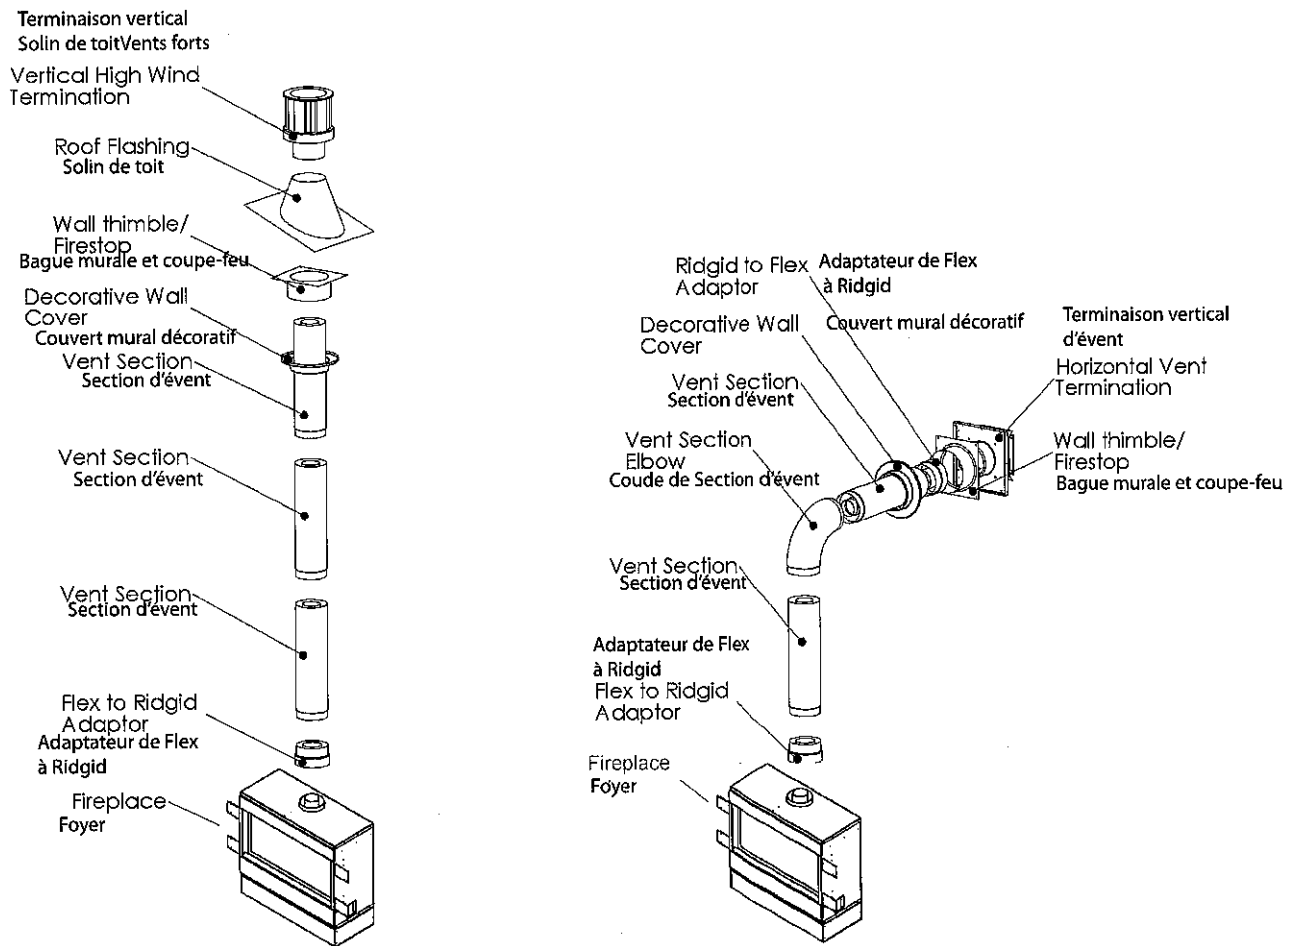 Terminaison vertical
Solin de toitVents forts
Vertical High Wind
Termination
Roof Flashing
Solin de toit
Wall thimble/
Firestop
Bague murale et coupe-feu
Decorative Wall
Cover
Couvert mural décoratif
Vent Section
Section d'évent
Vent Section
Section d'évent
Vent Section
Section d'évent
Flex to Ridgid
Adaptor
Adaptateur de Flex
à Ridgid
Fireplace
Foyer
Ridgid to Flex
Adaptor
Adaptateur de Flex
à Ridgid
Decorative Wall
Cover
Couvert mural décoratif
Terminaison vertical
d'évent
Horizontal Vent
Termination
Vent Section
Section d'évent
Vent Section
Elbow
Coude de Section d'évent
Wall thimble/
Firestop
Bague murale et coupe-feu
Vent Section
Section d'évent
Adaptateur de Flex
à Ridgid
Flex to Ridgid
Adaptor
Fireplace
Foyer